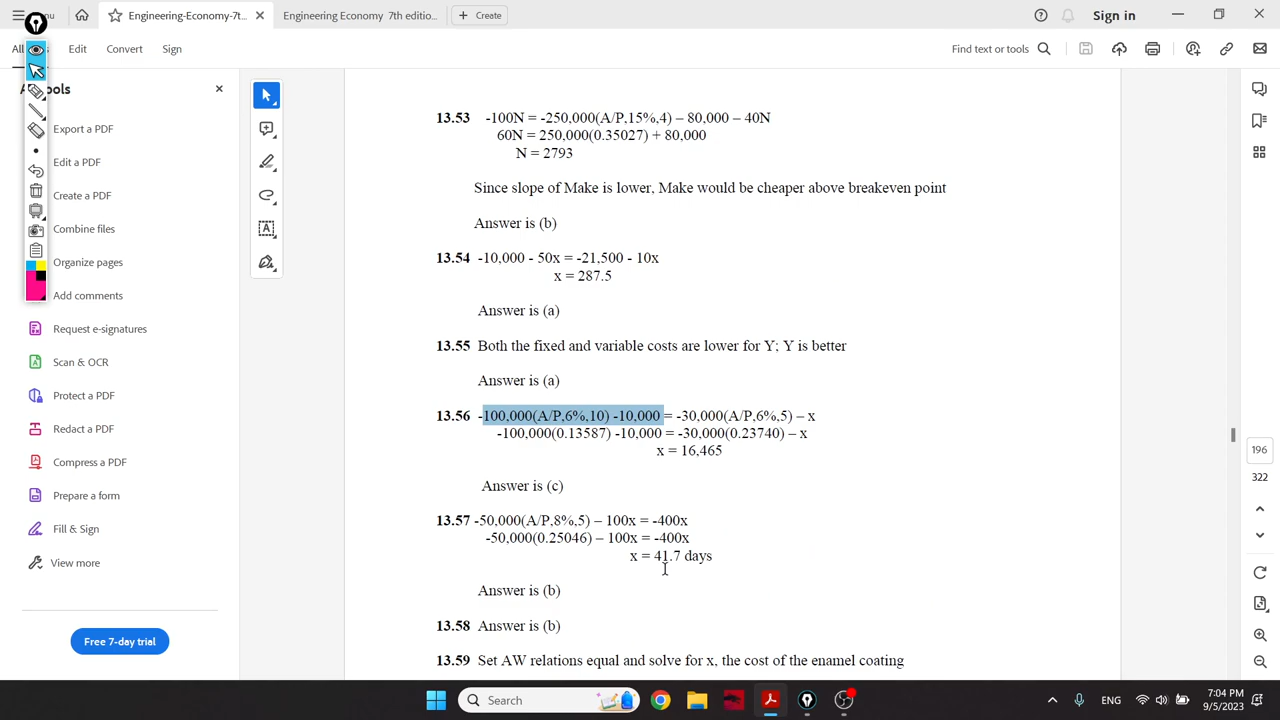 Engineering-Economy-7t...
Engineering Economy 7th editio...
Create
Sign in
Edit
Convert
Sign
Find text or tools
Export a PDF
Edit a PDF
Create a PDF
Combine files
Organize pages
Add comments
Request e-signatures
Scan & OCR
Protect a PDF
Redact a PDF
Compress a PDF
Prepare a form
Fill & Sign
View more
Free 7-day trial
13.53 -100N = -250,000(A/P,15%,4) – 80,000 – 40N
60N = 250,000(0.35027) + 80,000
N = 2793
Since slope of Make is lower, Make would be cheaper above breakeven point
Answer is (b)
13.54 -10,000 - 50x = -21,500 - 10x
x = 287.5
Answer is (a)
13.55 Both the fixed and variable costs are lower for Y; Y is better
Answer is (a)
13.56 -100,000(A/P,6%,10) -10,000 = -30,000(A/P,6%,5) – x
-100,000(0.13587) -10,000 = -30,000(0.23740) – x
x = 16,465
Answer is (c)
13.57 -50,000(A/P,8%,5) – 100x = -400x
-50,000(0.25046) – 100x = -400x
x = 41.7 days
Answer is (b)
13.58 Answer is (b)
13.59 Set AW relations equal and solve for x, the cost of the enamel coating
196
322
Search
ENG
7:04 PM
9/5/2023